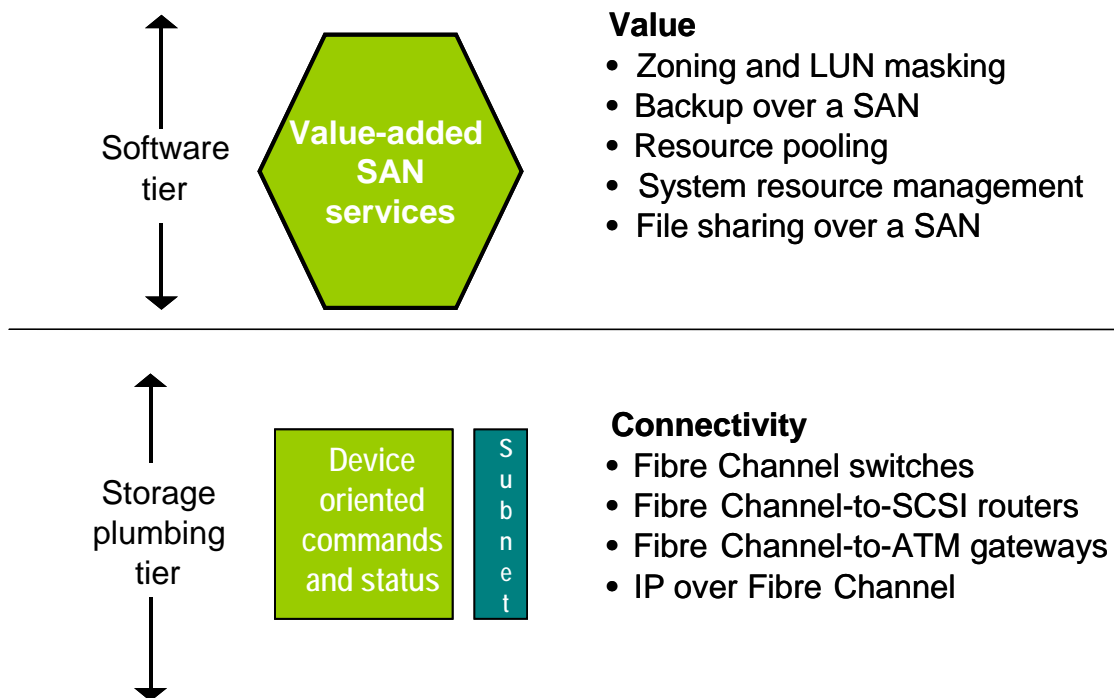 Software
tier
Value-added
SAN
services
Value
• Zoning and LUN masking
• Backup over a SAN
• Resource pooling
• System resource management
• File sharing over a SAN
Storage
plumbing
tier
Device
oriented
commands
and status
Subnet
Connectivity
• Fibre Channel switches
• Fibre Channel-to-SCSI routers
• Fibre Channel-to-ATM gateways
• IP over Fibre Channel